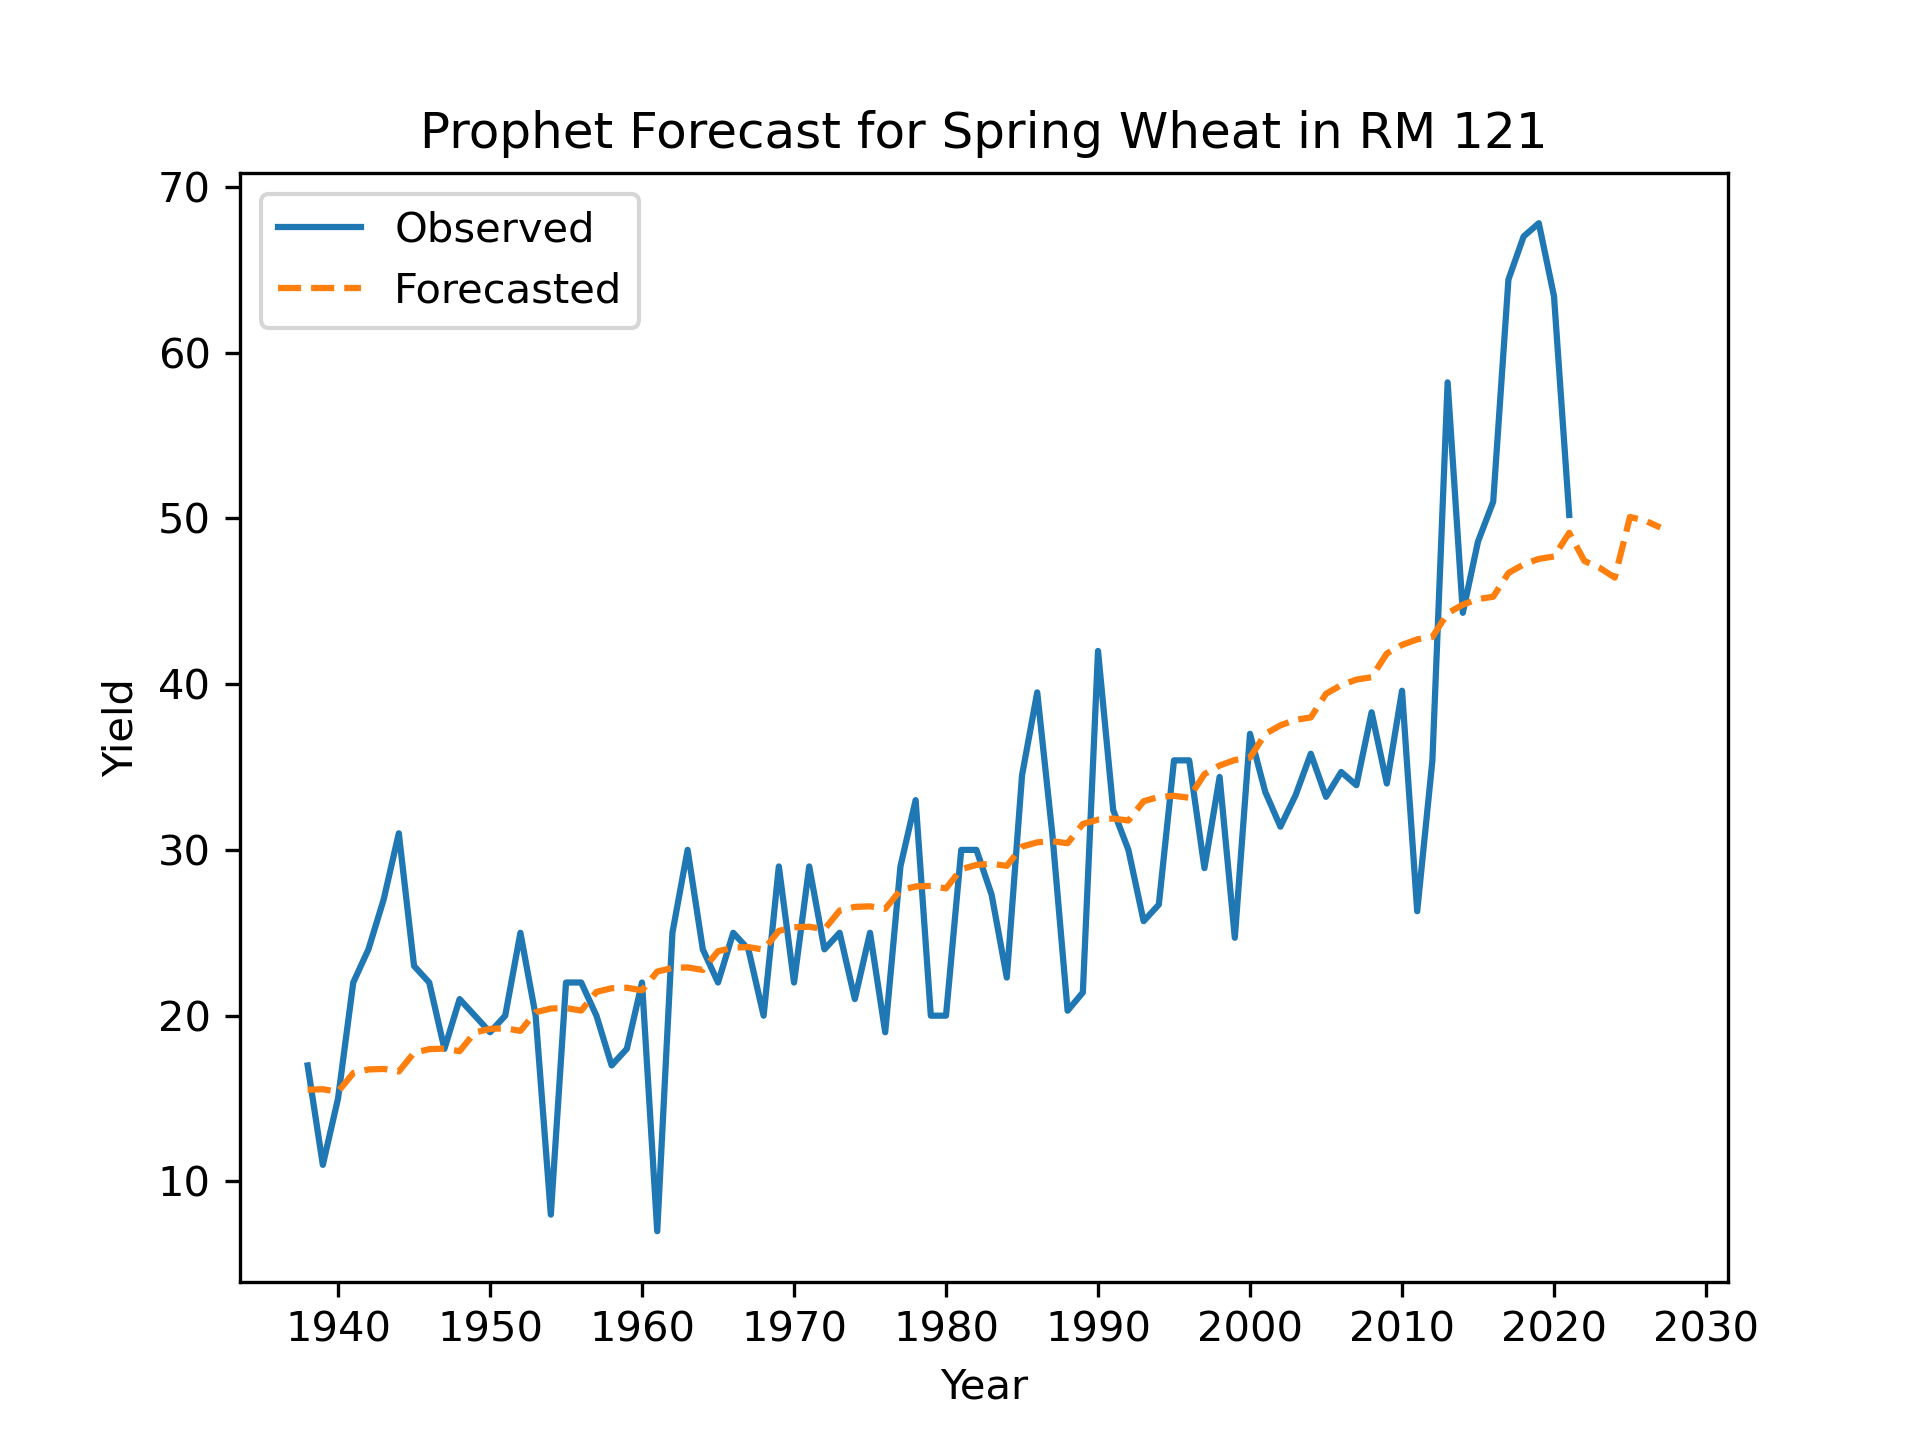 Prophet Forecast for Spring Wheat in RM 121
Observed
Forecasted
70
60
50
40
30
20
10
Yield
1940 1950 1960 1970 1980 1990 2000 2010 2020 2030
Year